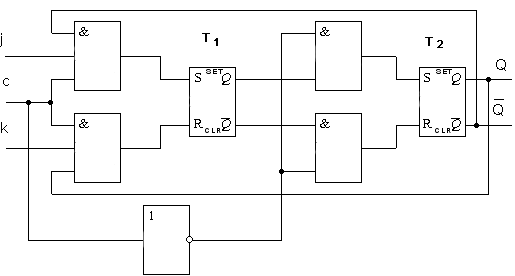 j
&
T1
&
T2
S SET Q
S SET Q
Q
c
Q̅
k
&
R CLR Q̅
&
R CLR Q̅
1